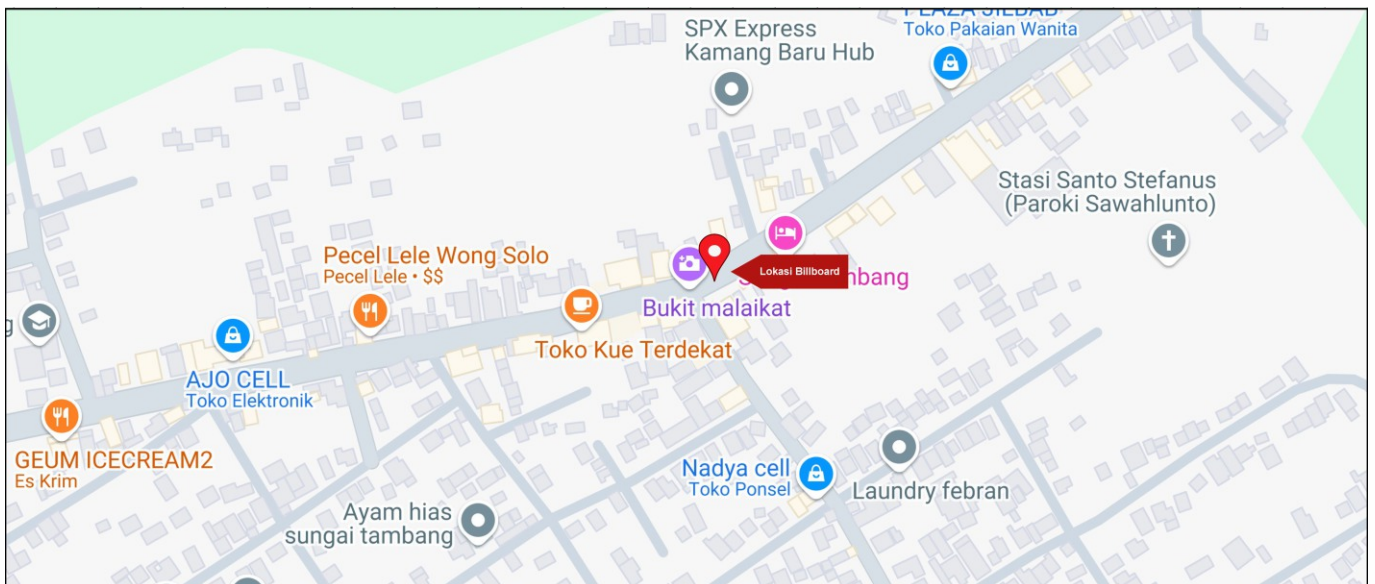 PLAZA JILBAB
Toko Pakaian Wanita
SPX Express
Kamang Baru Hub
Stasi Santo Stefanus
(Paroki Sawahlunto)
Pecel Lele Wong Solo
Pecel Lele • $$
Lokasi Billboard
mbang
Bukit malaikat
Toko Kue Terdekat
AJO CELL
Toko Elektronik
GEUM ICECREAM2
Es Krim
Nadya cell
Toko Ponsel
Laundry febran
Ayam hias
sungai tambang